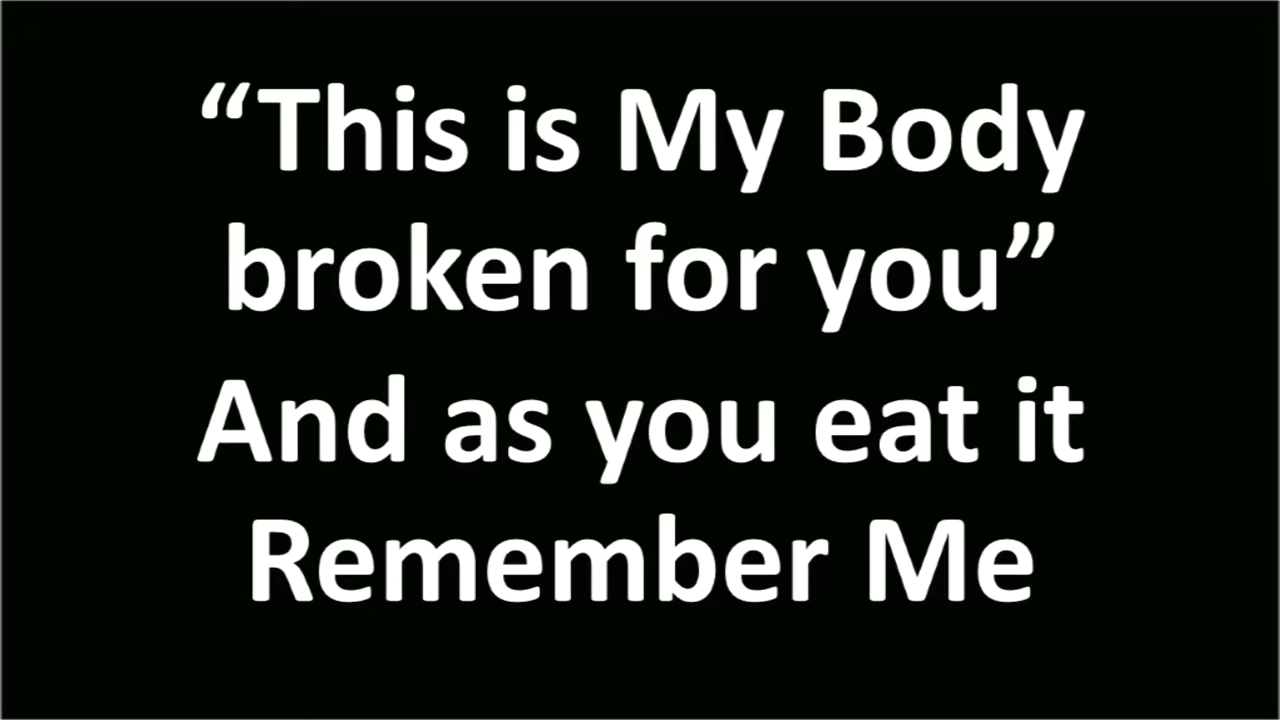 “This is My Body
broken for you”
And as you eat it
Remember Me